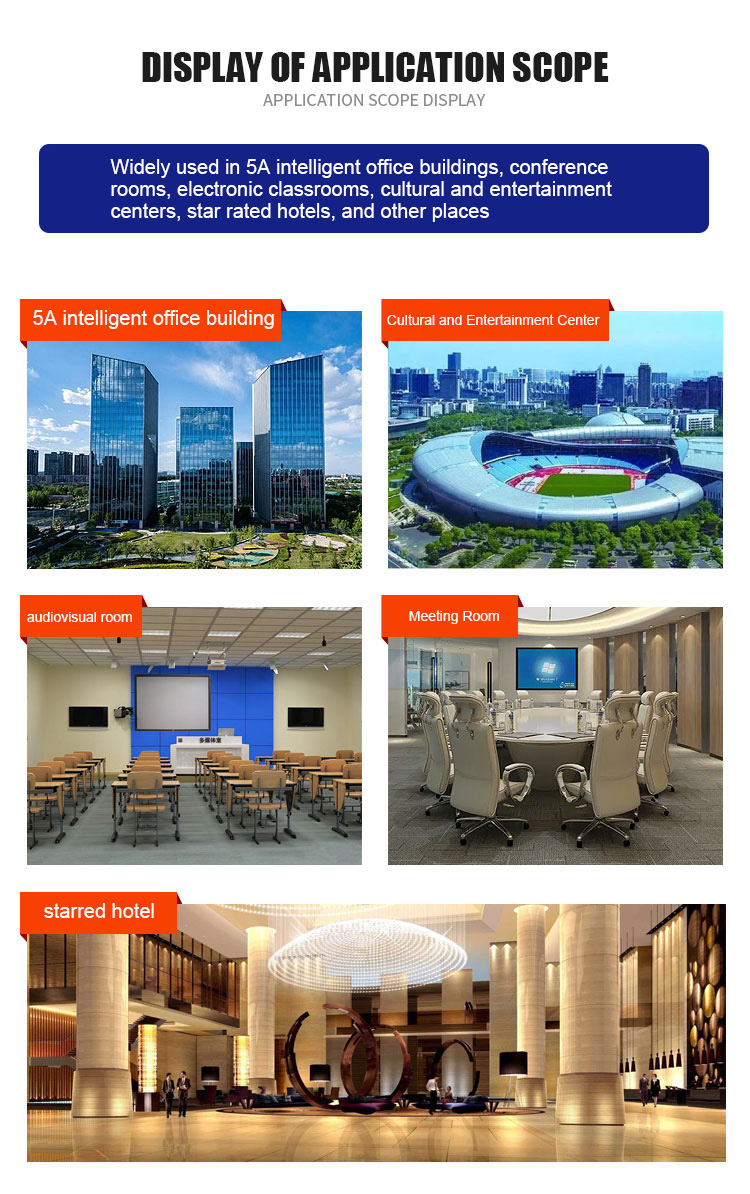 DISPLAY OF APPLICATION SCOPE
APPLICATION SCOPE DISPLAY
Widely used in 5A intelligent office buildings, conference
rooms, electronic classrooms, cultural and entertainment
centers, star rated hotels, and other places
5A intelligent office building
Cultural and Entertainment Center
audiovisual room
Meeting Room
多媒体室
starred hotel